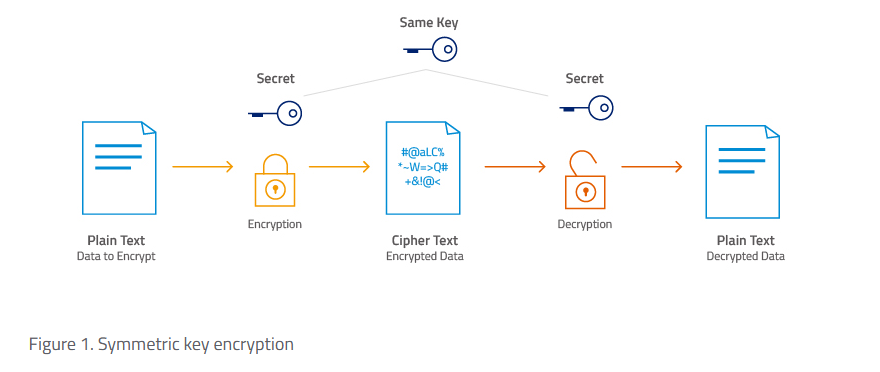 Same Key
Secret
Secret
#@aLC%
*~W=>Q#
+&!@<
Encryption
Decryption
Plain Text
Data to Encrypt
Cipher Text
Encrypted Data
Plain Text
Decrypted Data
Figure 1. Symmetric key encryption